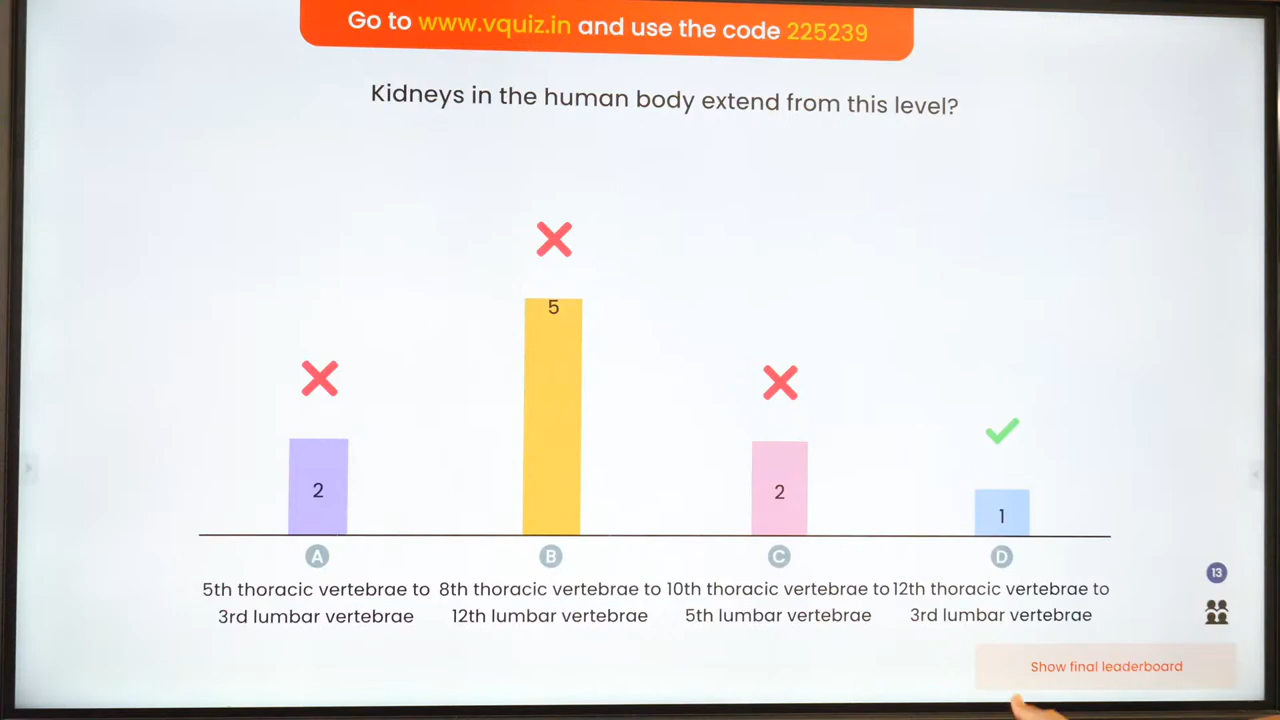 Go to www.vquiz.in and use the code 225239
Kidneys in the human body extend from this level?
5
2
2
1
A
B
C
D
5th thoracic vertebrae to
3rd lumbar vertebrae
8th thoracic vertebrae to
12th lumbar vertebrae
10th thoracic vertebrae to
5th lumbar vertebrae
12th thoracic vertebrae to
3rd lumbar vertebrae
13
Show final leaderboard